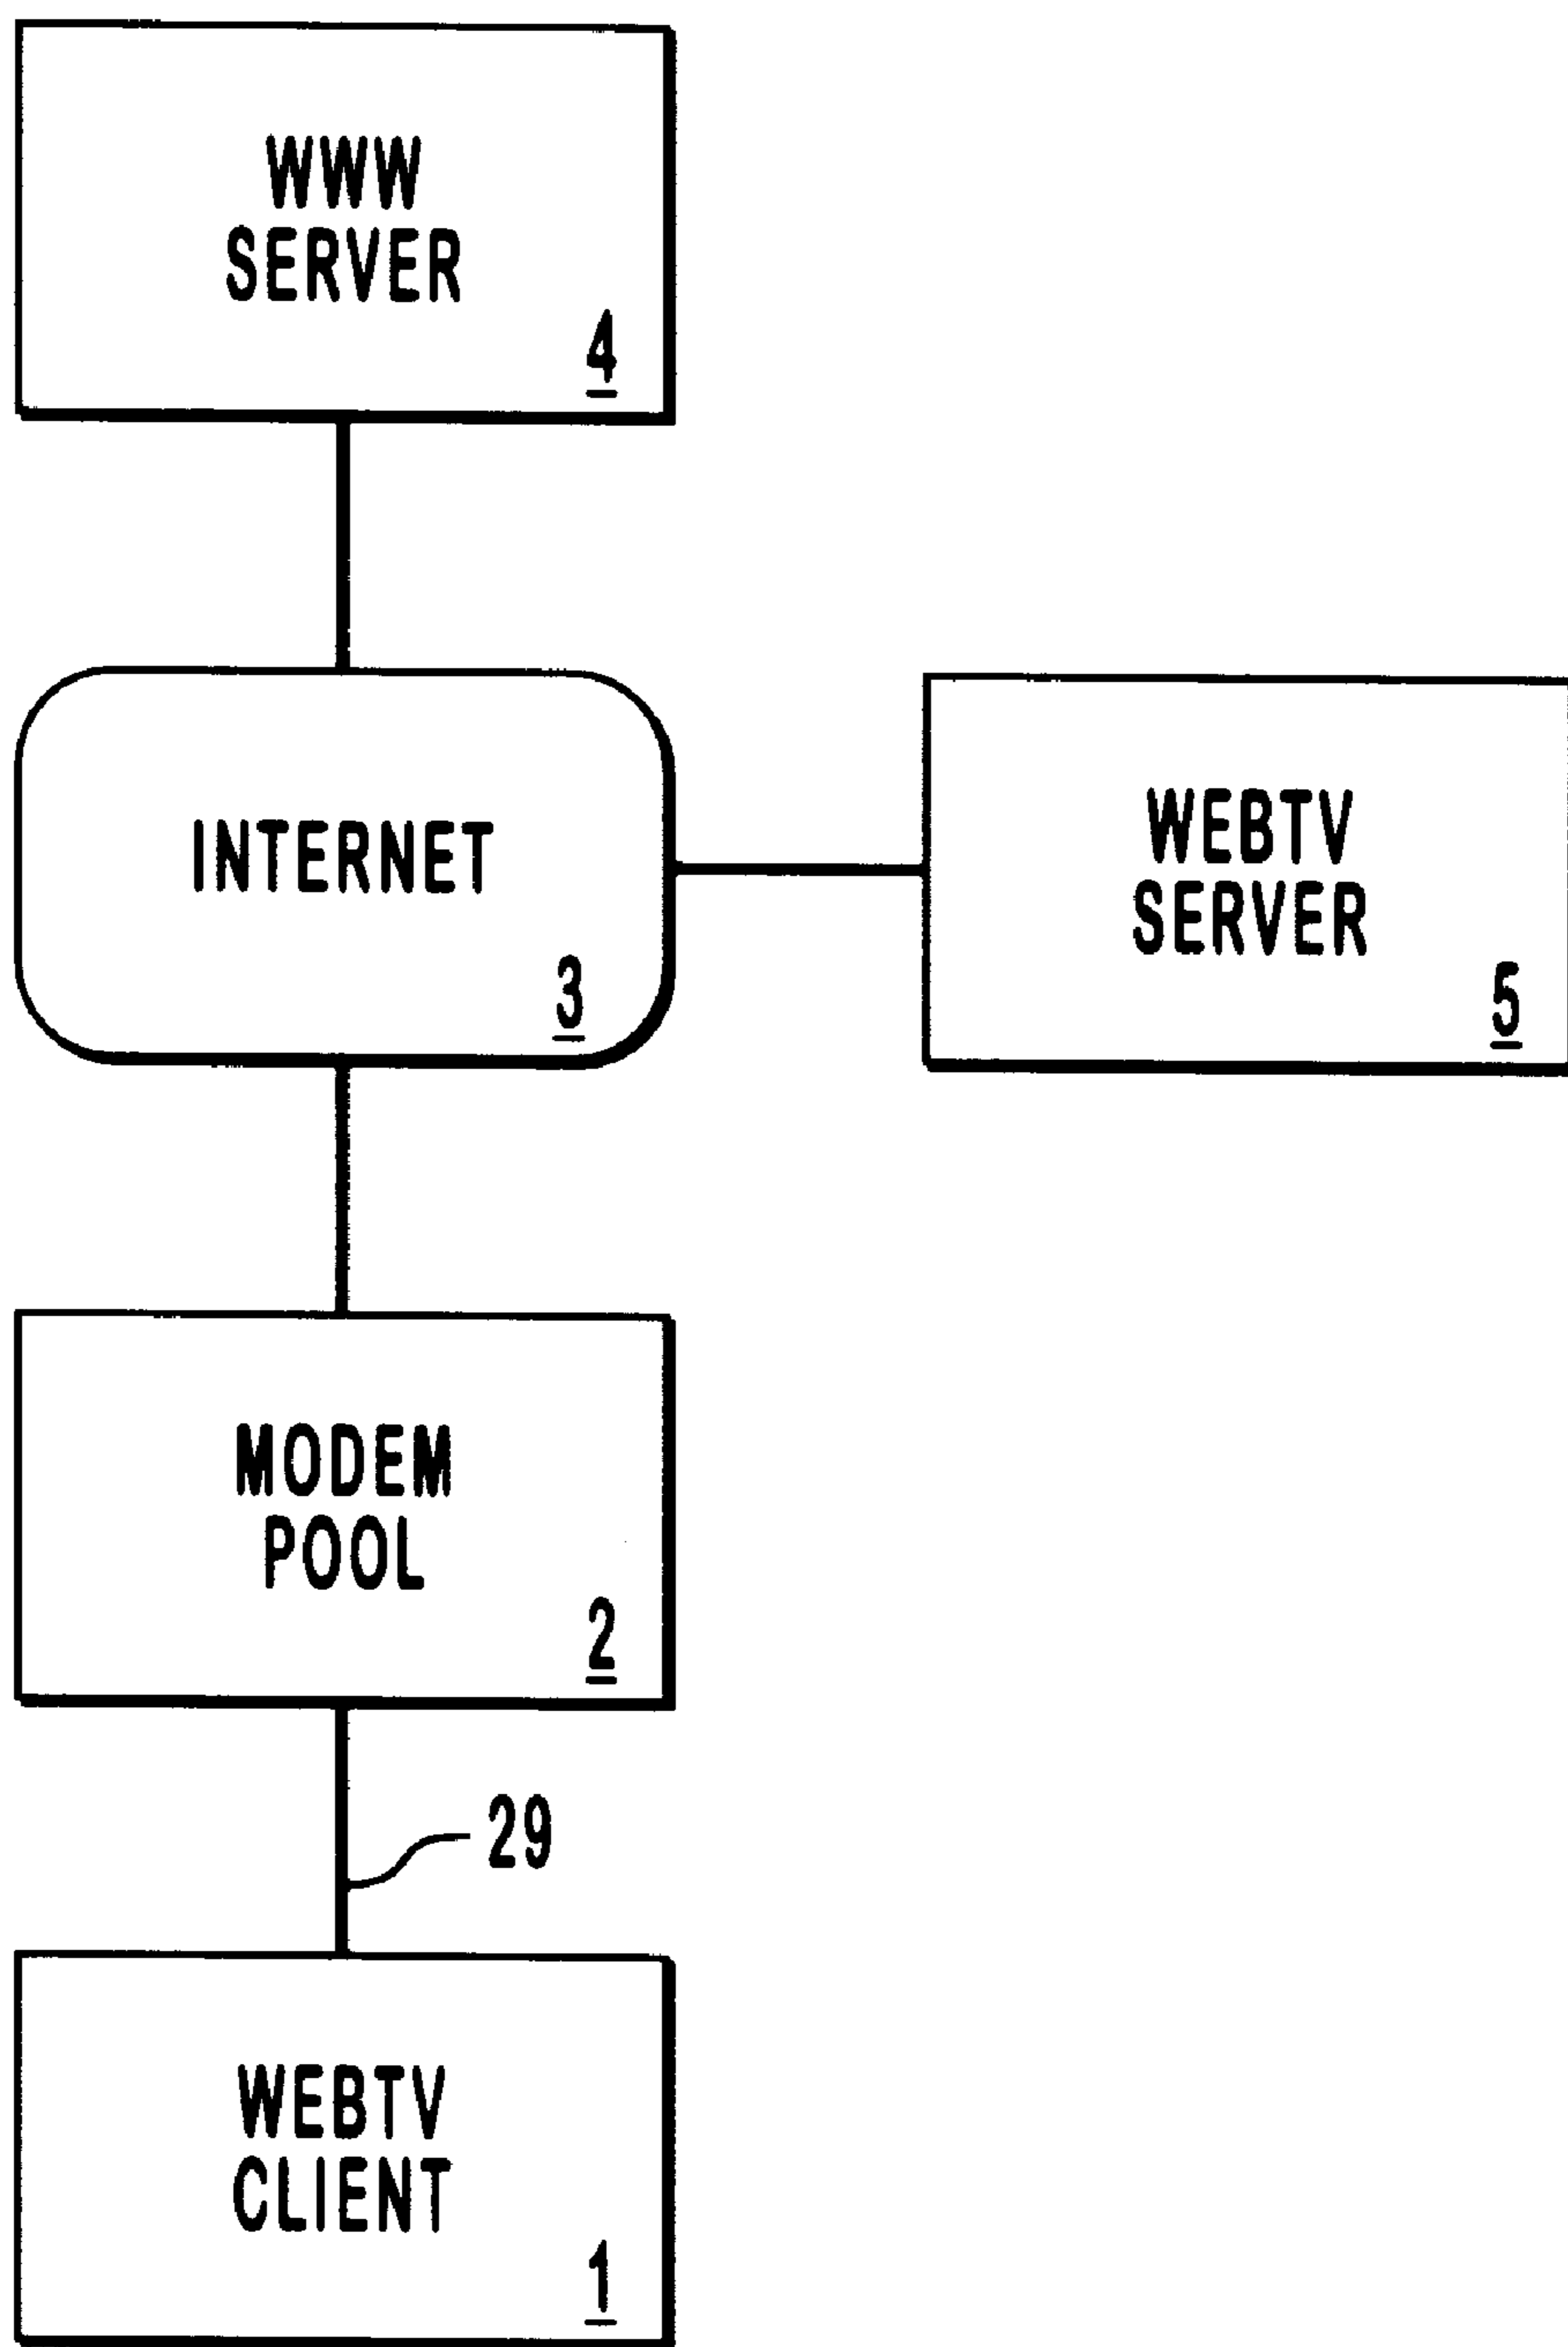 WWW
SERVER
4
INTERNET
3
WEBTV
SERVER
5
MODEM
POOL
2
29
WEBTV
CLIENT
1